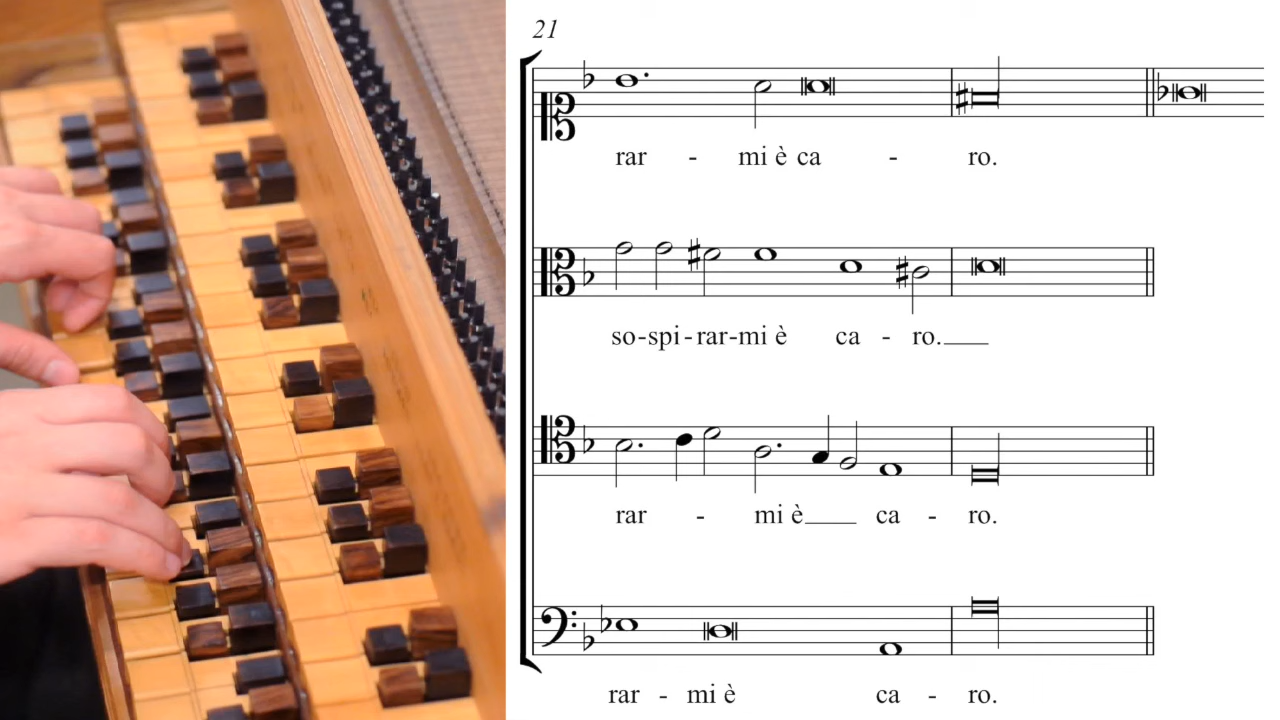 21
rar - mi è ca - ro.
so-spi-rar-mi è ca - ro.
rar - mi è ca - ro.
rar - mi è ca - ro.